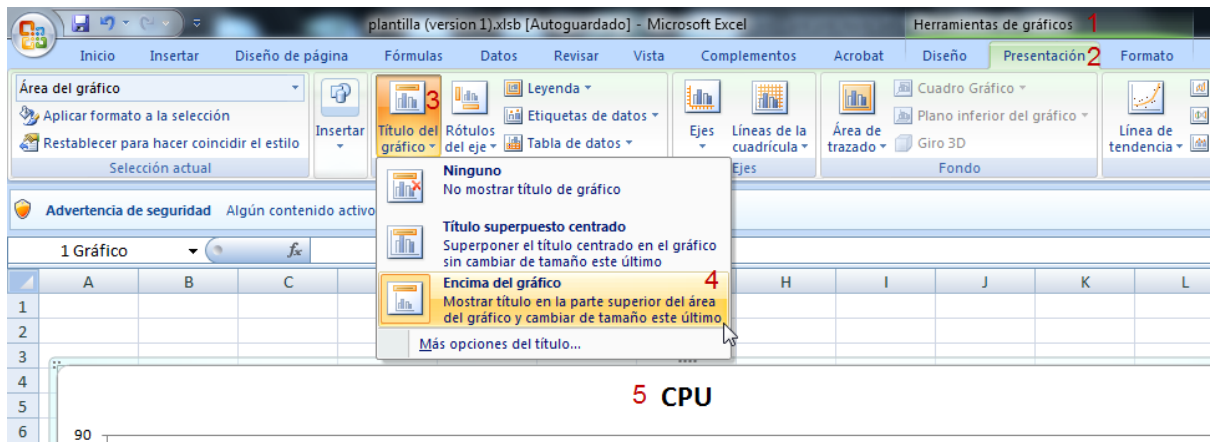 plantilla (version 1).xlsb [Autoguardado] - Microsoft Excel
Herramientas de gráficos 1
Inicio Insertar Diseño de página Fórmulas Datos Revisar Vista Complementos Acrobat Diseño Presentación 2 Formato
Área del gráfico
Aplicar formato a la selección
Restablecer para hacer coincidir el estilo
Selección actual
Insertar
3
Título del gráfico
Rótulos del eje
Leyenda
Etiquetas de datos
Tabla de datos
Ejes
Líneas de la cuadrícula
Ejes
Área de trazado
Cuadro Gráfico
Plano inferior del gráfico
Giro 3D
Fondo
Línea de tendencia
Ninguno
No mostrar título de gráfico
Título superpuesto centrado
Superponer el título centrado en el gráfico
sin cambiar de tamaño este último
Encima del gráfico 4
Mostrar título en la parte superior del área
del gráfico y cambiar de tamaño este último
Más opciones del título...
Advertencia de seguridad Algún contenido activo
1 Gráfico fx
A B C H I J K L
1
2
3
4
5
6
5 CPU
90